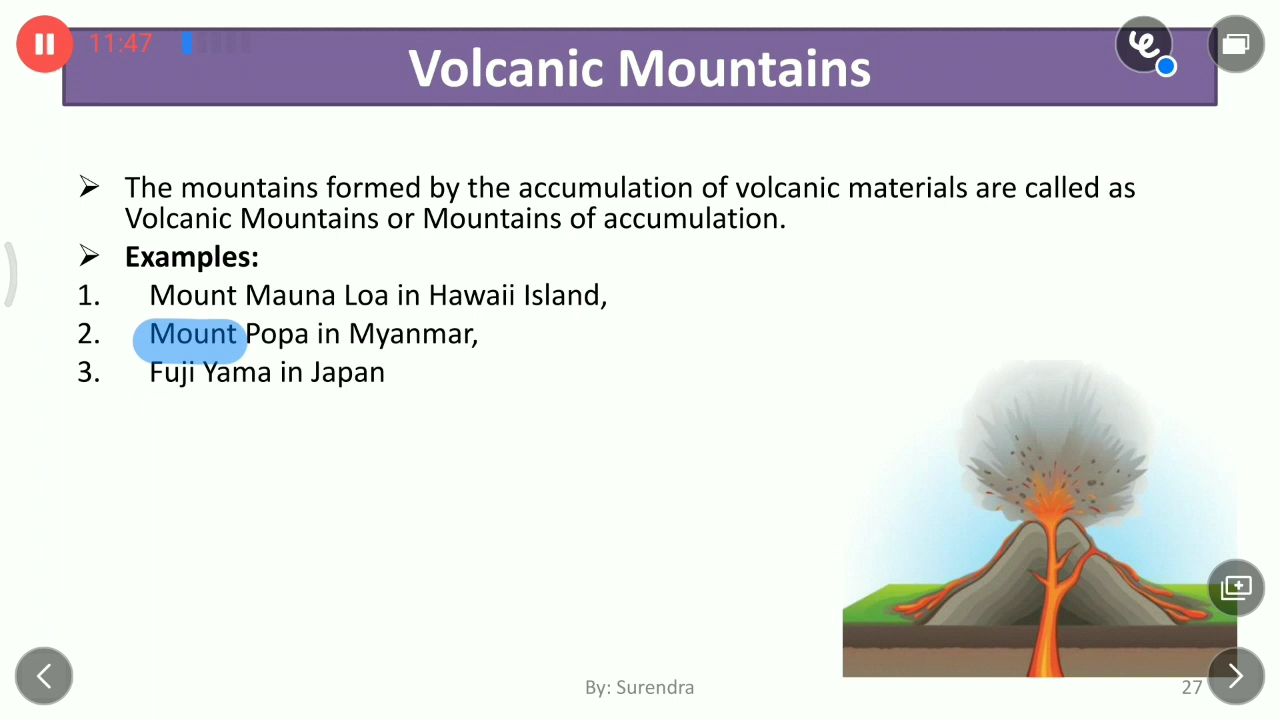 11:47
Volcanic Mountains
➢ The mountains formed by the accumulation of volcanic materials are called as
Volcanic Mountains or Mountains of accumulation.
➢ Examples:
1. Mount Mauna Loa in Hawaii Island,
2. Mount Popa in Myanmar,
3. Fuji Yama in Japan
By: Surendra
27